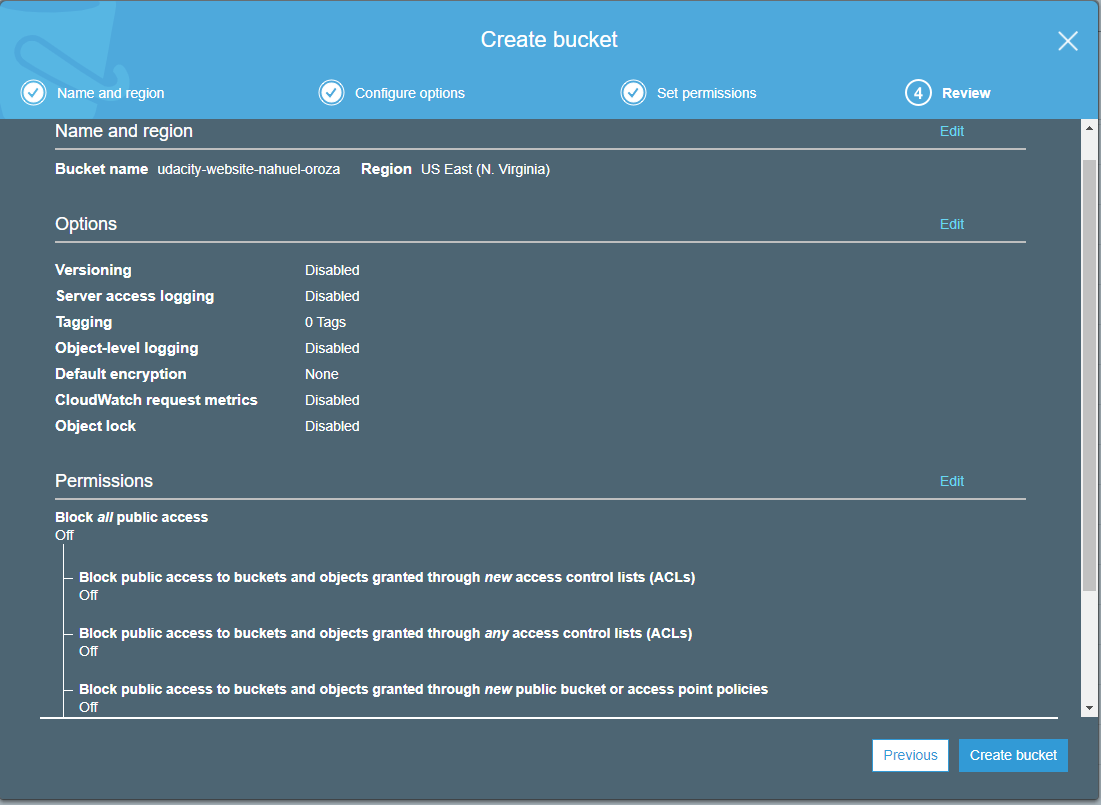 Create bucket
Name and region
Configure options
Set permissions
4 Review
Name and region Edit
Bucket name udacity-website-nahuel-oroza Region US East (N. Virginia)
Options Edit
Versioning Disabled
Server access logging Disabled
Tagging 0 Tags
Object-level logging Disabled
Default encryption None
CloudWatch request metrics Disabled
Object lock Disabled
Permissions Edit
Block all public access
Off
Block public access to buckets and objects granted through new access control lists (ACLs)
Off
Block public access to buckets and objects granted through any access control lists (ACLs)
Off
Block public access to buckets and objects granted through new public bucket or access point policies
Off
Previous Create bucket